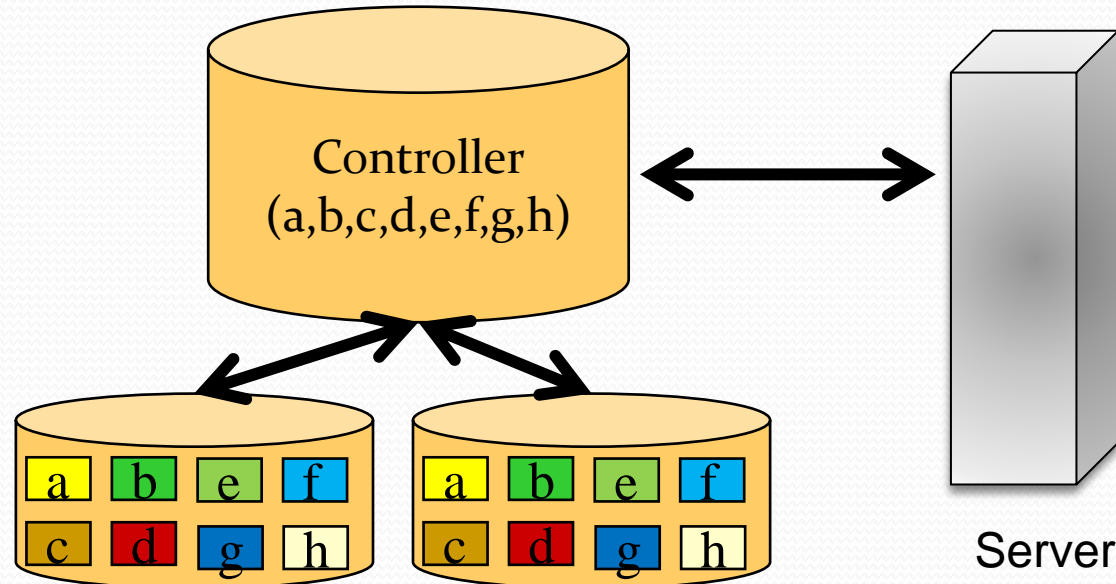 Controller
(a,b,c,d,e,f,g,h)
a b e f
c d g h
a b e f
c d g h
Server